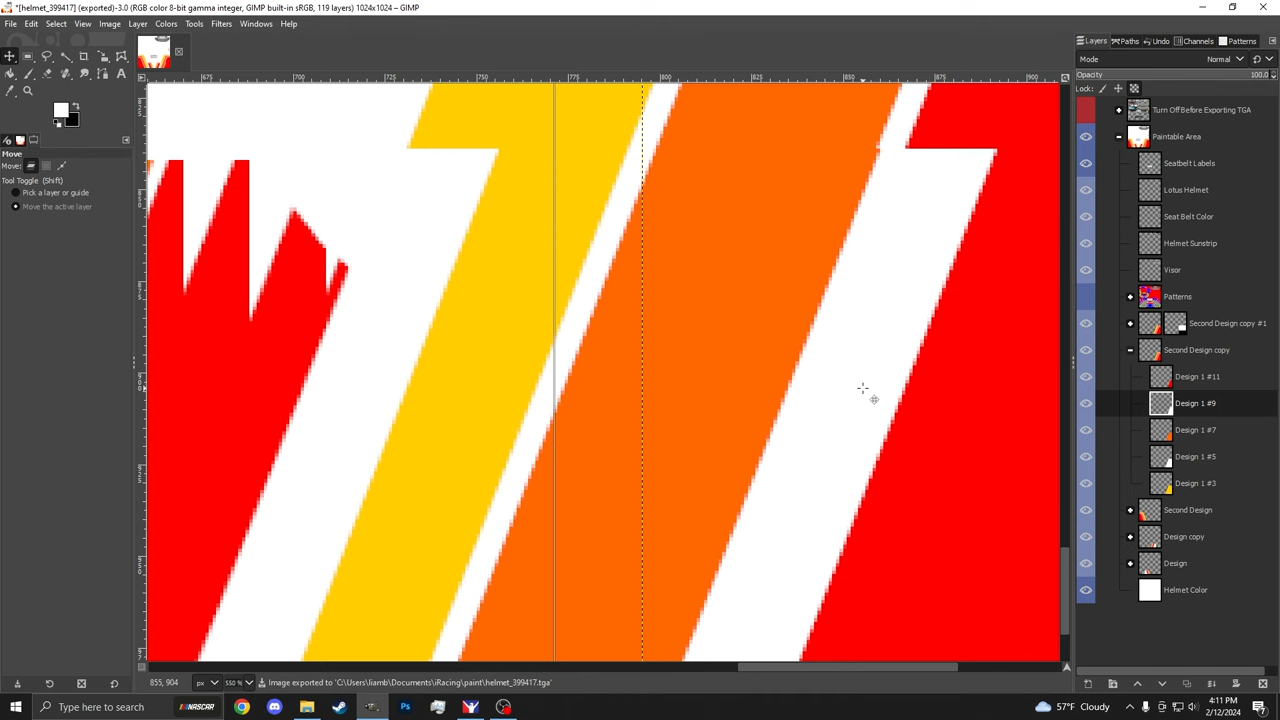 *[helmet_399417] (exported)-3.0 (RGB color 8-bit gamma integer, GIMP built-in sRGB, 119 layers) 1024x1024 – GIMP
File Edit Select View Image Layer Colors Tools Filters Windows Help
Layers Paths Undo Channels Patterns
Mode Normal
Opacity 100.0
Lock:
675 700 725 750 775 800 825 850 875 900
Move
Move:
Tool Toggle (Shift)
Pick a layer or guide
Move the active layer
Turn Off Before Exporting TGA
Paintable Area
Seatbelt Labels
Lotus Helmet
Seat Belt Color
Helmet Sunstrip
Visor
Patterns
Second Design copy #1
Second Design copy
Design 1 #11
Design 1 #9
Design 1 #7
Design 1 #5
Design 1 #3
Second Design
Design copy
Design
Helmet Color
855, 904 px 550 % Image exported to 'C:\Users\liamb\Documents\iRacing\paint\helmet_399417.tga'
Type here to search
NASCAR
57°F Cloudy
4:11 PM
2/12/2024